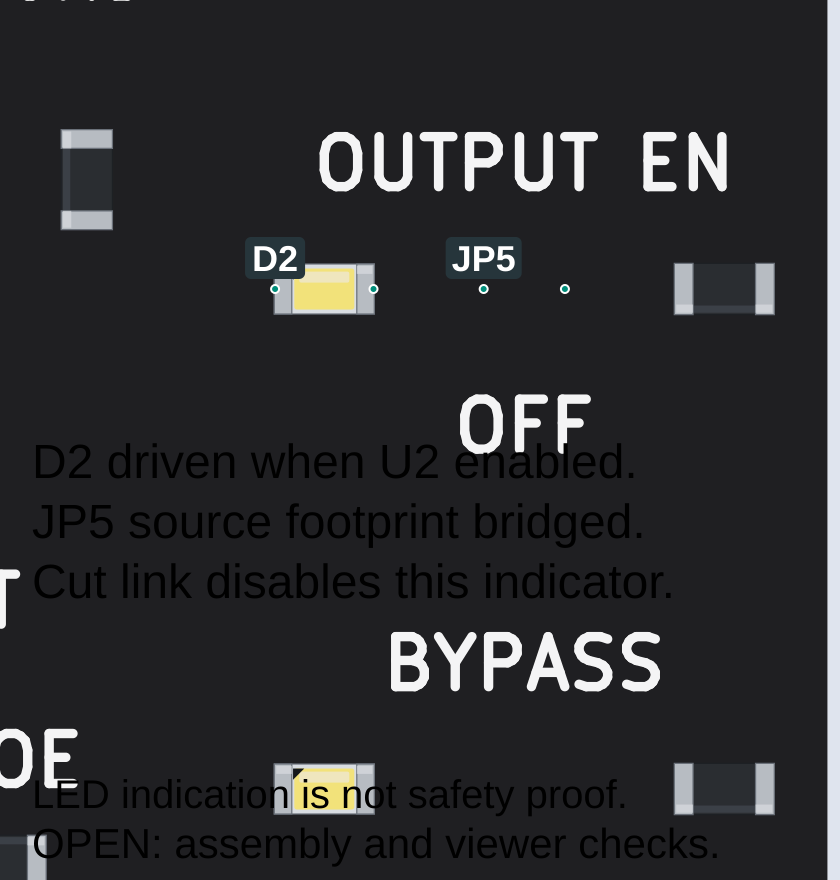 OUTPUT EN
D2
JP5
OFF
D2 driven when U2 enabled.
JP5 source footprint bridged.
Cut link disables this indicator.
T
BYPASS
OE
LED indication is not safety proof.
OPEN: assembly and viewer checks.